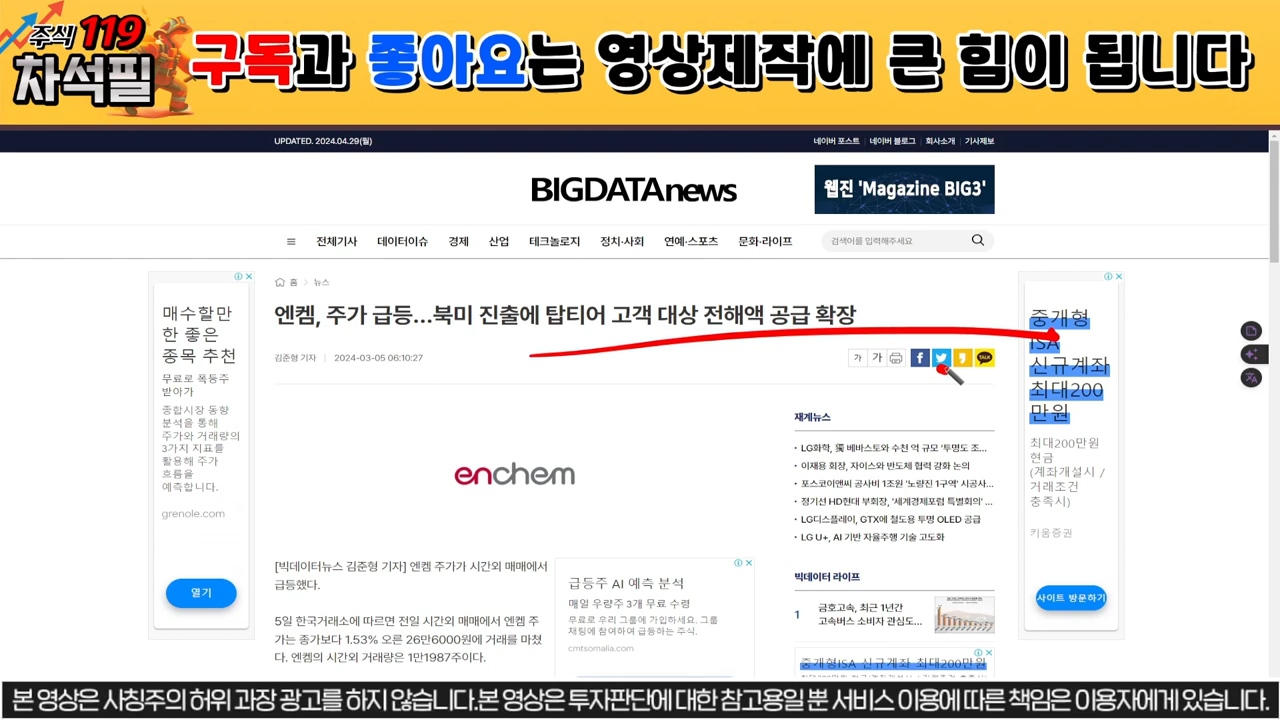 주식 119
차석필
구독과 좋아요는 영상제작에 큰 힘이 됩니다
UPDATED. 2024.04.29(월)
네이버 포스트 | 네이버 블로그 | 회사소개 | 기사제보
BIGDATAnews
웹진 'Magazine BIG3'
전체기사 데이터이슈 경제 산업 테크놀로지 정치·사회 연예·스포츠 문화·라이프
검색어를 입력해주세요
홈 > 뉴스
엔켐, 주가 급등...북미 진출에 탑티어 고객 대상 전해액 공급 확장
김준형 기자 | 2024-03-05 06:10:27
가 가
TALK
매수할만
한 좋은
종목 추천
무료로 폭등주
받아가
종합시장 동향
분석을 통해
주가와 거래량의
3가지 지표를
활용해 주가
흐름을
예측합니다.
grenole.com
열기
enchem
[빅데이터뉴스 김준형 기자] 엔켐 주가가 시간외 매매에서
급등했다.
5일 한국거래소에 따르면 전일 시간외 매매에서 엔켐 주
가는 종가보다 1.53% 오른 26만6000원에 거래를 마쳤
다. 엔켐의 시간외 거래량은 1만1987주이다.
급등주 AI 예측 분석
매일 우량주 3개 무료 수령
무료로 우리 그룹에 가입하세요. 그룹
채팅에 참여하여 급등하는 주식.
cmtsomalia.com
재계뉴스
· LG화학, 獨 베바스토와 수천 억 규모 '투명도 조...
· 이재용 회장, 자이스와 반도체 협력 강화 논의
· 포스코이앤씨 공사비 1조원 '노량진 1구역' 시공사...
· 정기선 HD현대 부회장, '세계경제포럼 특별회의' ...
· LG디스플레이, GTX에 철도용 투명 OLED 공급
· LG U+, AI 기반 자율주행 기술 고도화
빅데이터 라이프
1
금호고속, 최근 1년간
고속버스 소비자 관심도...
중개형ISA 신규계좌 최대200만원
중개형
ISA
신규계좌
최대200
만원
최대200만원
현금
(계좌개설시 /
거래조건
충족시)
키움증권
사이트 방문하기
본 영상은 사칭주의 허위 과장 광고를 하지 않습니다.본 영상은 투자판단에 대한 참고용일 뿐 서비스 이용에 따른 책임은 이용자에게 있습니다.